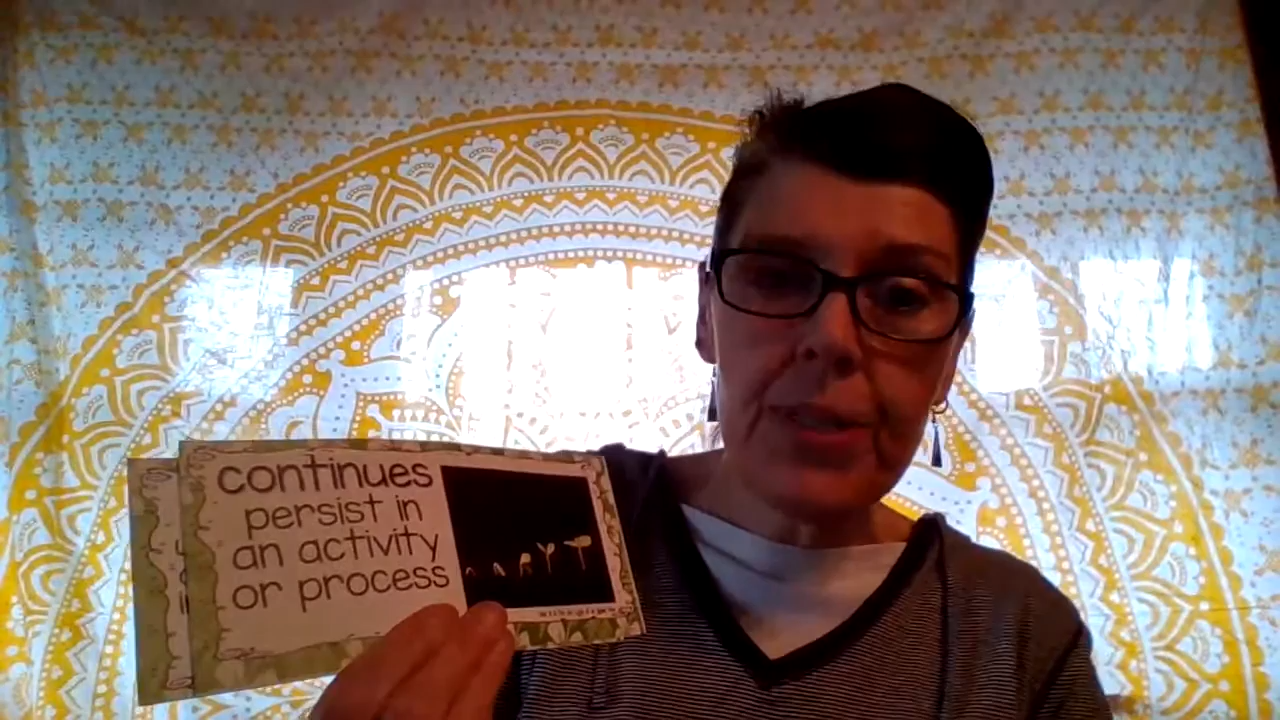 continues
persist in
an activity
or process